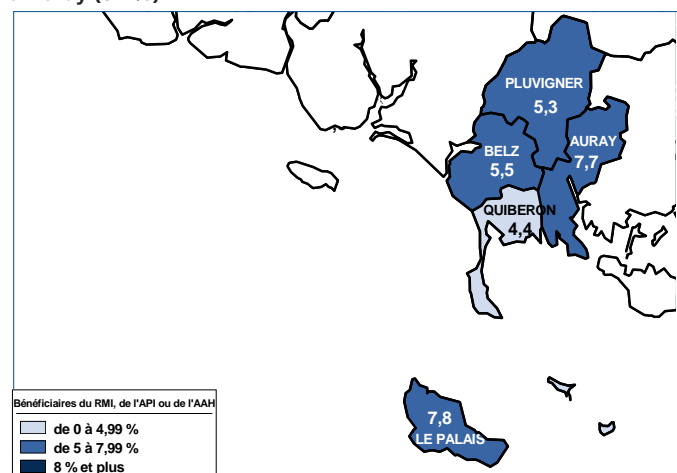 PLUVIGNER
5,3
AURAY
7,7
BELZ
5,5
QUIBERON
4,4
7,8
LE PALAIS
Bénéficiaires du RMI, de l'API ou de l'AAH
de 0 à 4,99 %
de 5 à 7,99 %
8 % et plus